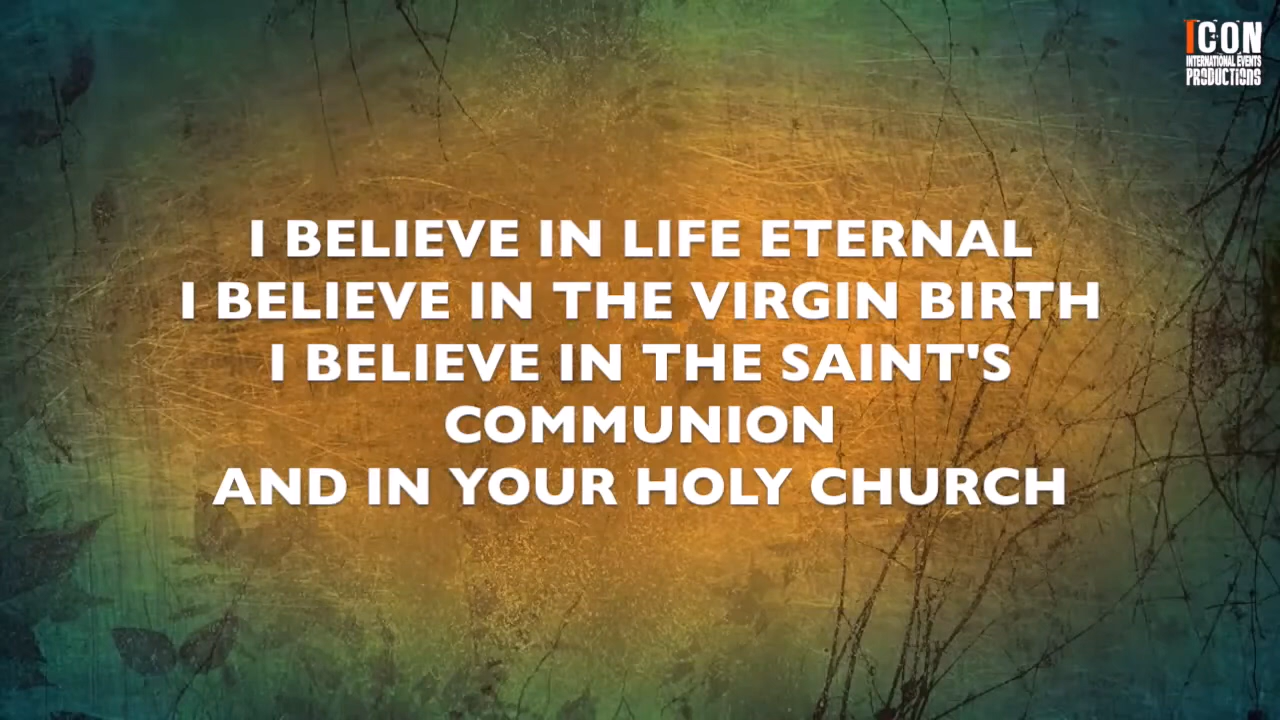 ICON
INTERNATIONAL EVENTS
PRODUCTIONS
I BELIEVE IN LIFE ETERNAL
I BELIEVE IN THE VIRGIN BIRTH
I BELIEVE IN THE SAINT'S
COMMUNION
AND IN YOUR HOLY CHURCH